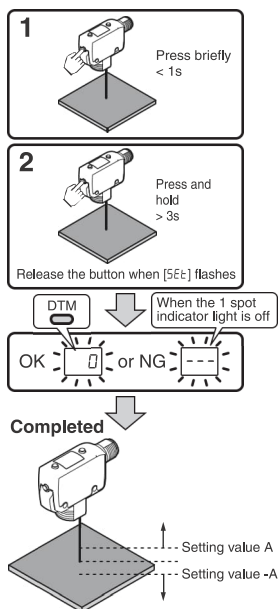 1
Press briefly
< 1s
2
Press and
hold
> 3s
Release the button when [SEt] flashes
DTM
When the 1 spot
indicator light is off
OK 0 or NG ---
Completed
Setting value A
Setting value -A